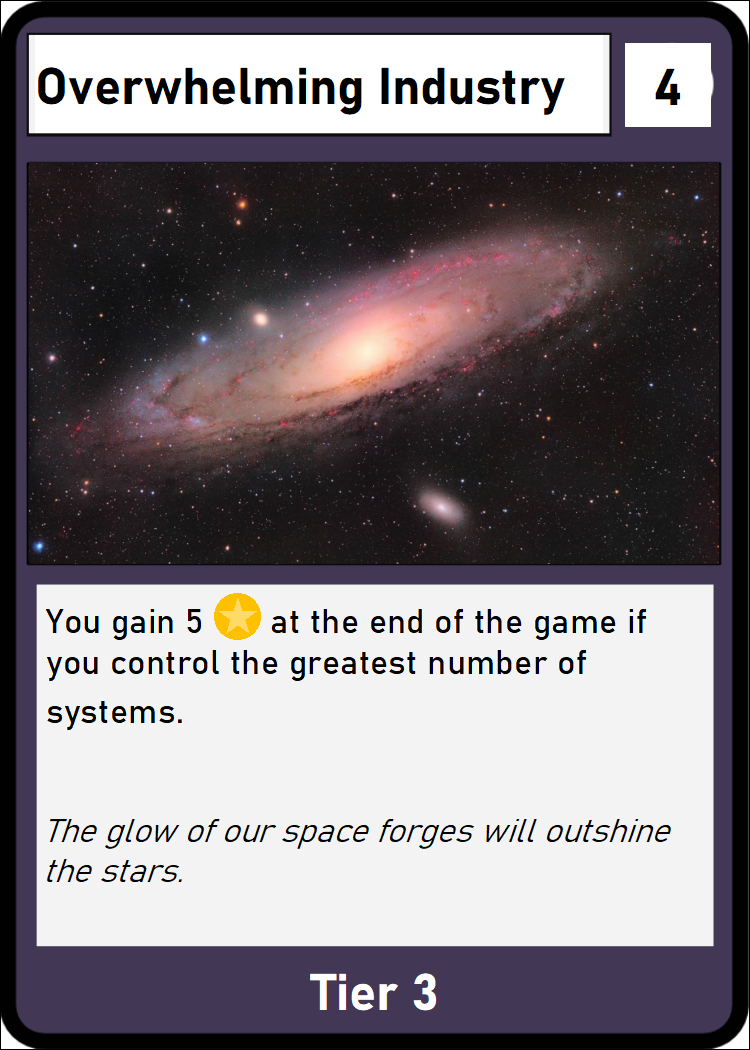 Overwhelming Industry
4
You gain 5 at the end of the game if
you control the greatest number of
systems.
The glow of our space forges will outshine
the stars.
Tier 3